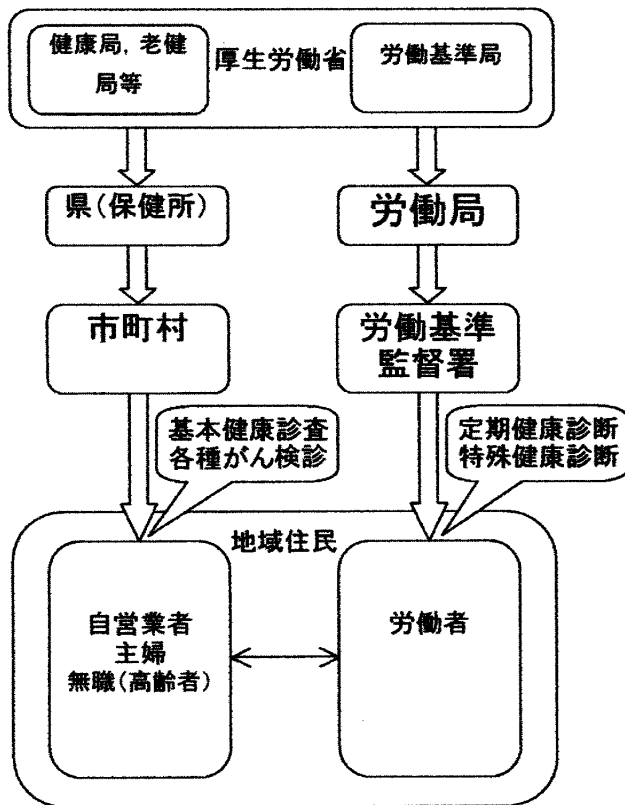 健康局, 老健
局等
厚生労働省
労働基準局
県(保健所)
労働局
市町村
労働基準
監督署
基本健康診査
各種がん検診
定期健康診断
特殊健康診断
地域住民
自営業者
主婦
無職(高齢者)
労働者